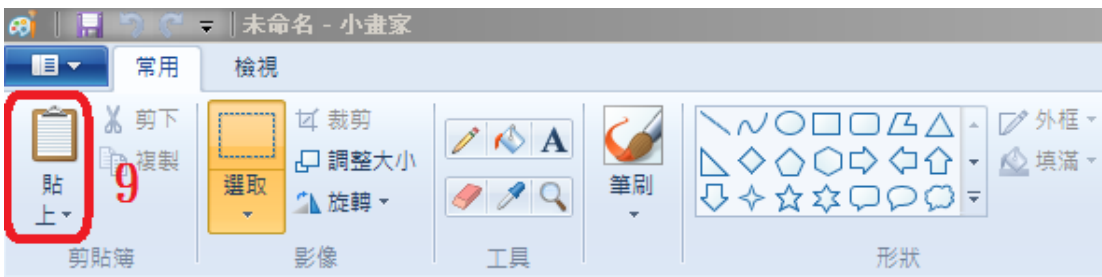 未命名 - 小畫家
常用 檢視
剪下
複製
貼上
9
剪貼簿
選取
裁剪
調整大小
旋轉
影像
A
工具
筆刷
外框
填滿
形狀